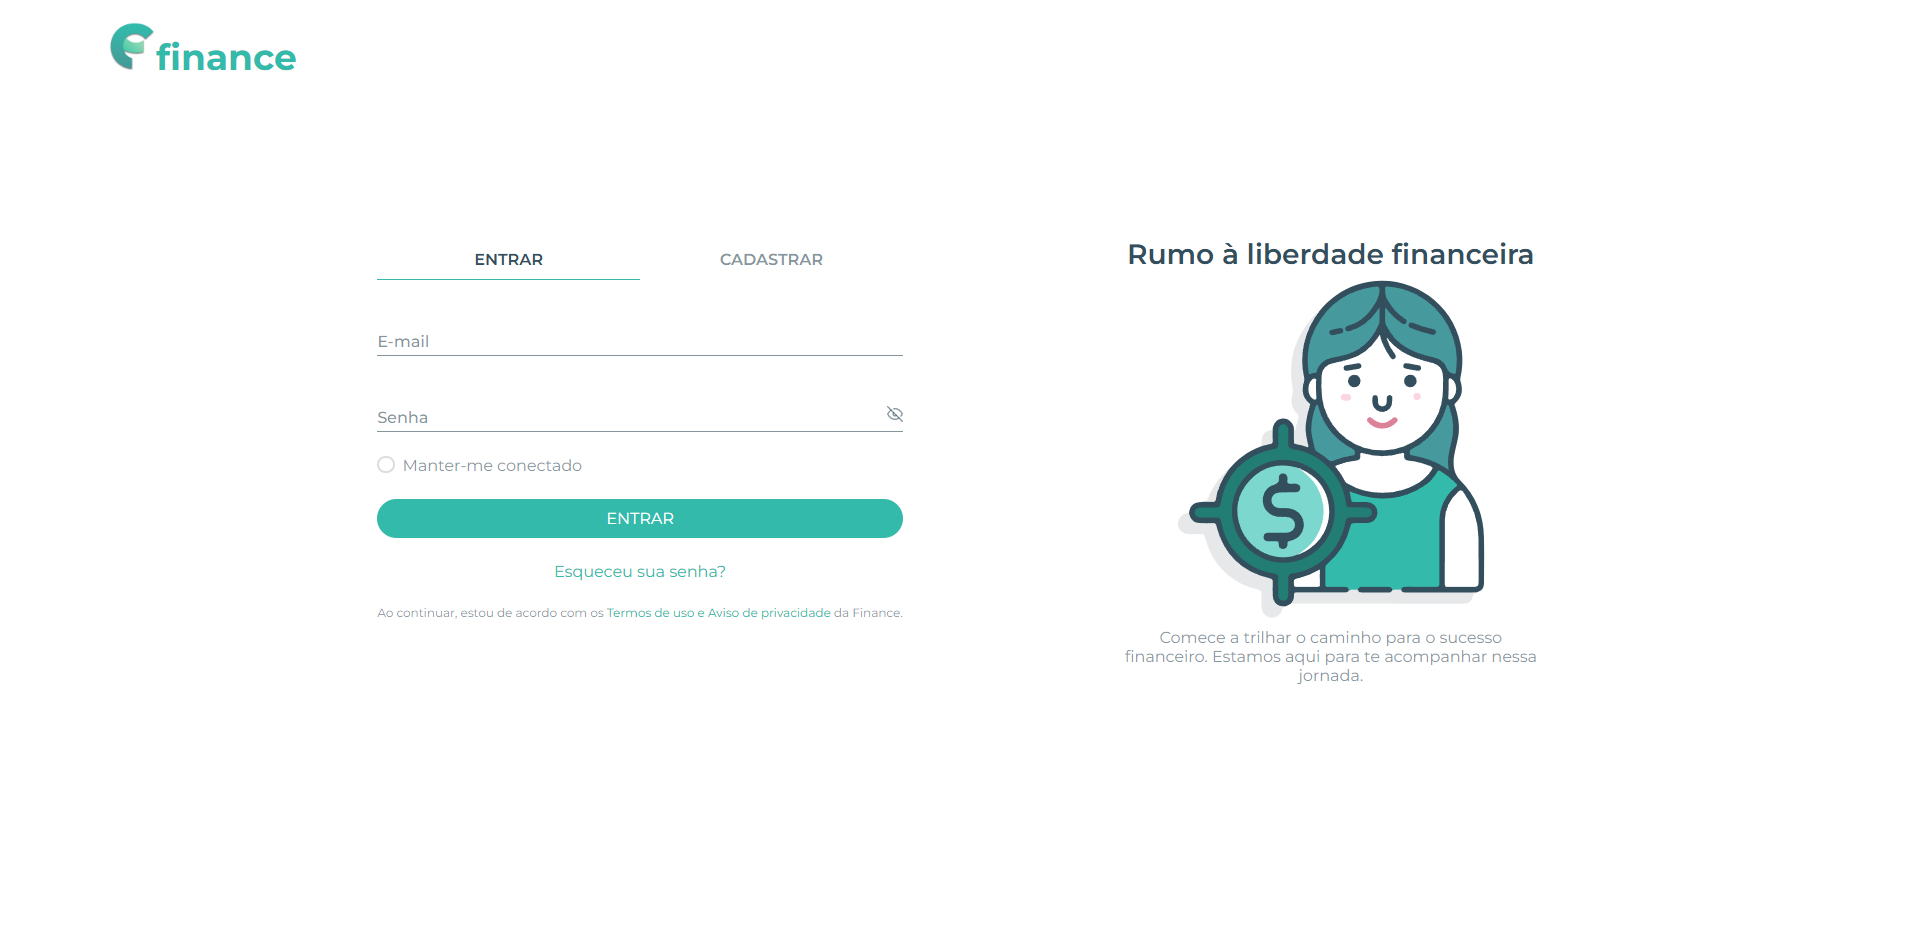 finance
ENTRAR
CADASTRAR
E-mail
Senha
Manter-me conectado
ENTRAR
Esqueceu sua senha?
Ao continuar, estou de acordo com os Termos de uso e Aviso de privacidade da Finance.
Rumo à liberdade financeira
$
Comece a trilhar o caminho para o sucesso
financeiro. Estamos aqui para te acompanhar nessa
jornada.